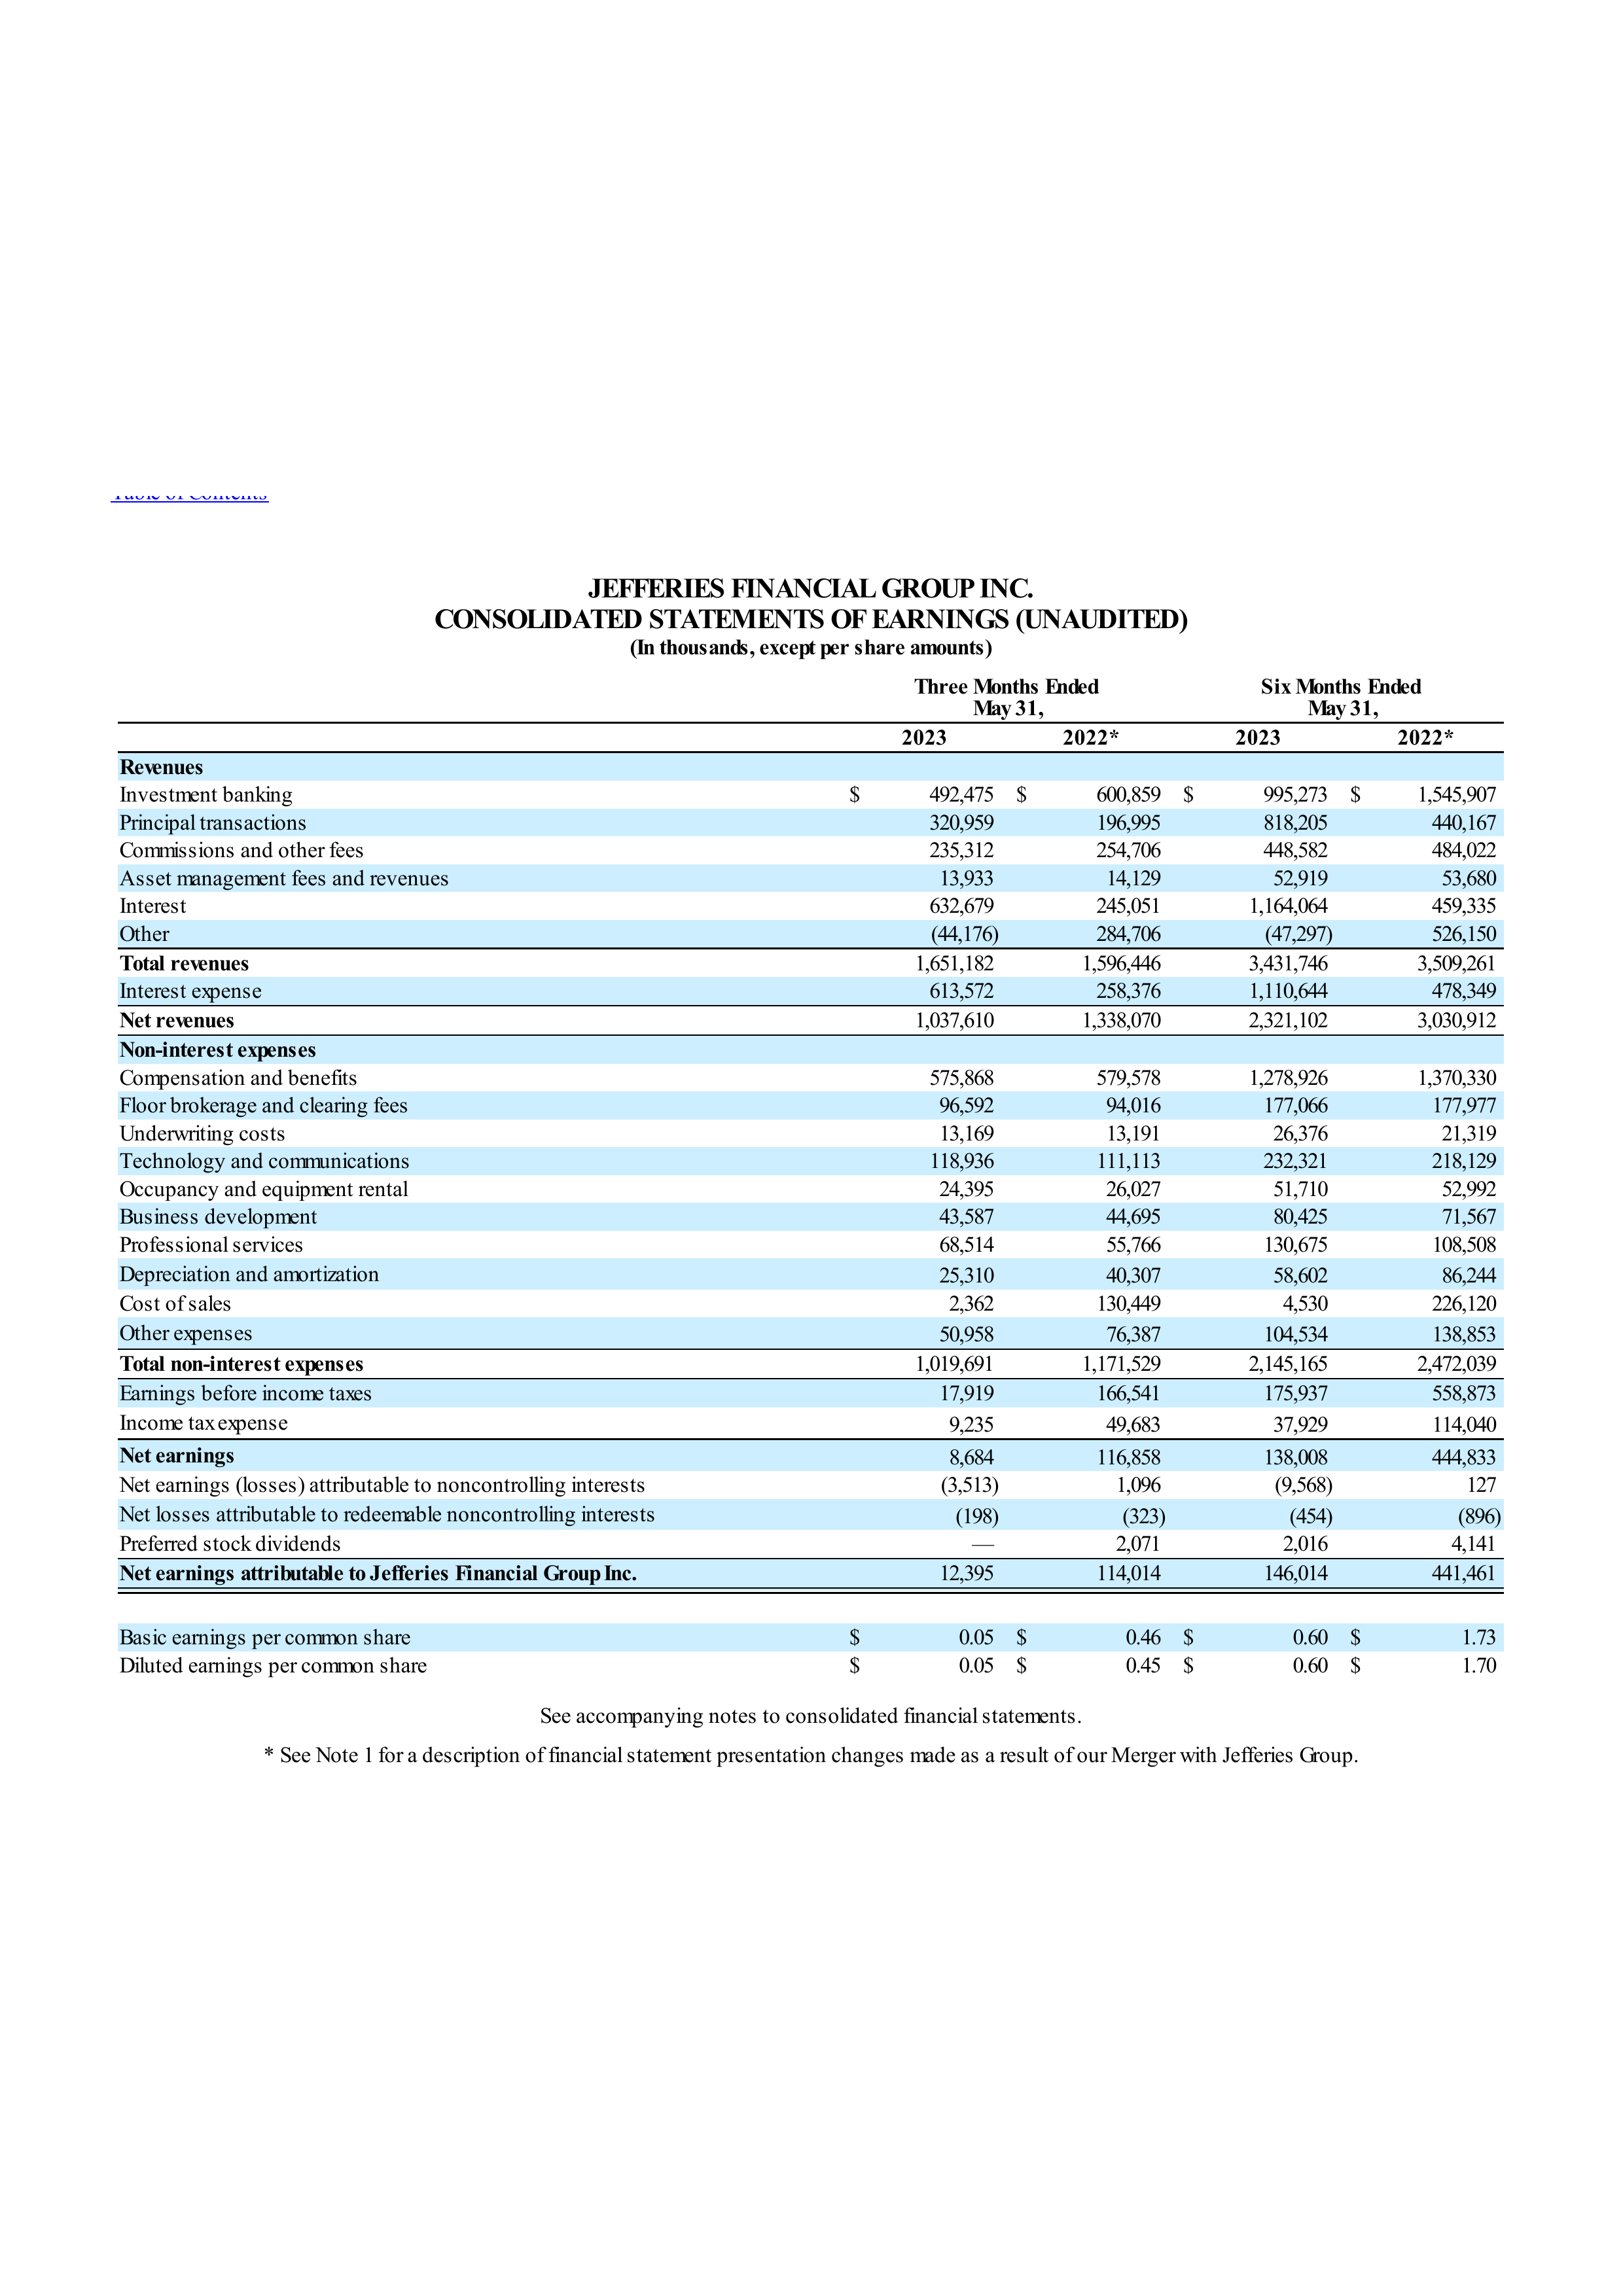 Table of Contents
JEFFERIES FINANCIAL GROUP INC.
CONSOLIDATED STATEMENTS OF EARNINGS (UNAUDITED)
(In thousands, except per share amounts)
Three Months Ended Six Months Ended
May 31, May 31,
2023 2022* 2023 2022*
Revenues
Investment banking $ 492,475 $ 600,859 $ 995,273 $ 1,545,907
Principal transactions 320,959 196,995 818,205 440,167
Commissions and other fees 235,312 254,706 448,582 484,022
Asset management fees and revenues 13,933 14,129 52,919 53,680
Interest 632,679 245,051 1,164,064 459,335
Other (44,176) 284,706 (47,297) 526,150
Total revenues 1,651,182 1,596,446 3,431,746 3,509,261
Interest expense 613,572 258,376 1,110,644 478,349
Net revenues 1,037,610 1,338,070 2,321,102 3,030,912
Non-interest expenses
Compensation and benefits 575,868 579,578 1,278,926 1,370,330
Floor brokerage and clearing fees 96,592 94,016 177,066 177,977
Underwriting costs 13,169 13,191 26,376 21,319
Technology and communications 118,936 111,113 232,321 218,129
Occupancy and equipment rental 24,395 26,027 51,710 52,992
Business development 43,587 44,695 80,425 71,567
Professional services 68,514 55,766 130,675 108,508
Depreciation and amortization 25,310 40,307 58,602 86,244
Cost of sales 2,362 130,449 4,530 226,120
Other expenses 50,958 76,387 104,534 138,853
Total non-interest expenses 1,019,691 1,171,529 2,145,165 2,472,039
Earnings before income taxes 17,919 166,541 175,937 558,873
Income tax expense 9,235 49,683 37,929 114,040
Net earnings 8,684 116,858 138,008 444,833
Net earnings (losses) attributable to noncontrolling interests (3,513) 1,096 (9,568) 127
Net losses attributable to redeemable noncontrolling interests (198) (323) (454) (896)
Preferred stock dividends — 2,071 2,016 4,141
Net earnings attributable to Jefferies Financial Group Inc. 12,395 114,014 146,014 441,461
Basic earnings per common share $ 0.05 $ 0.46 $ 0.60 $ 1.73
Diluted earnings per common share $ 0.05 $ 0.45 $ 0.60 $ 1.70
See accompanying notes to consolidated financial statements.
* See Note 1 for a description of financial statement presentation changes made as a result of our Merger with Jefferies Group.